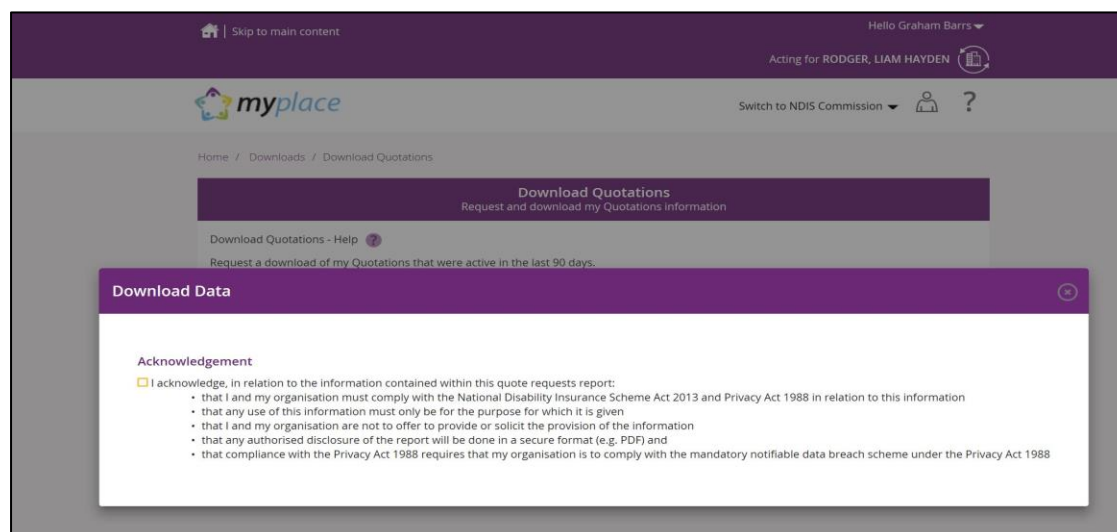 | Skip to main content
Hello Graham Barrs
Acting for RODGER, LIAM HAYDEN
myplace
Switch to NDIS Commission
?
Home / Downloads / Download Quotations
Download Quotations
Request and download my Quotations information
Download Quotations - Help ?
Request a download of my Quotations that were active in the last 90 days.
Download Data
Acknowledgement
I acknowledge, in relation to the information contained within this quote requests report:
• that I and my organisation must comply with the National Disability Insurance Scheme Act 2013 and Privacy Act 1988 in relation to this information
• that any use of this information must only be for the purpose for which it is given
• that I and my organisation are not to offer to provide or solicit the provision of the information
• that any authorised disclosure of the report will be done in a secure format (e.g. PDF) and
• that compliance with the Privacy Act 1988 requires that my organisation is to comply with the mandatory notifiable data breach scheme under the Privacy Act 1988